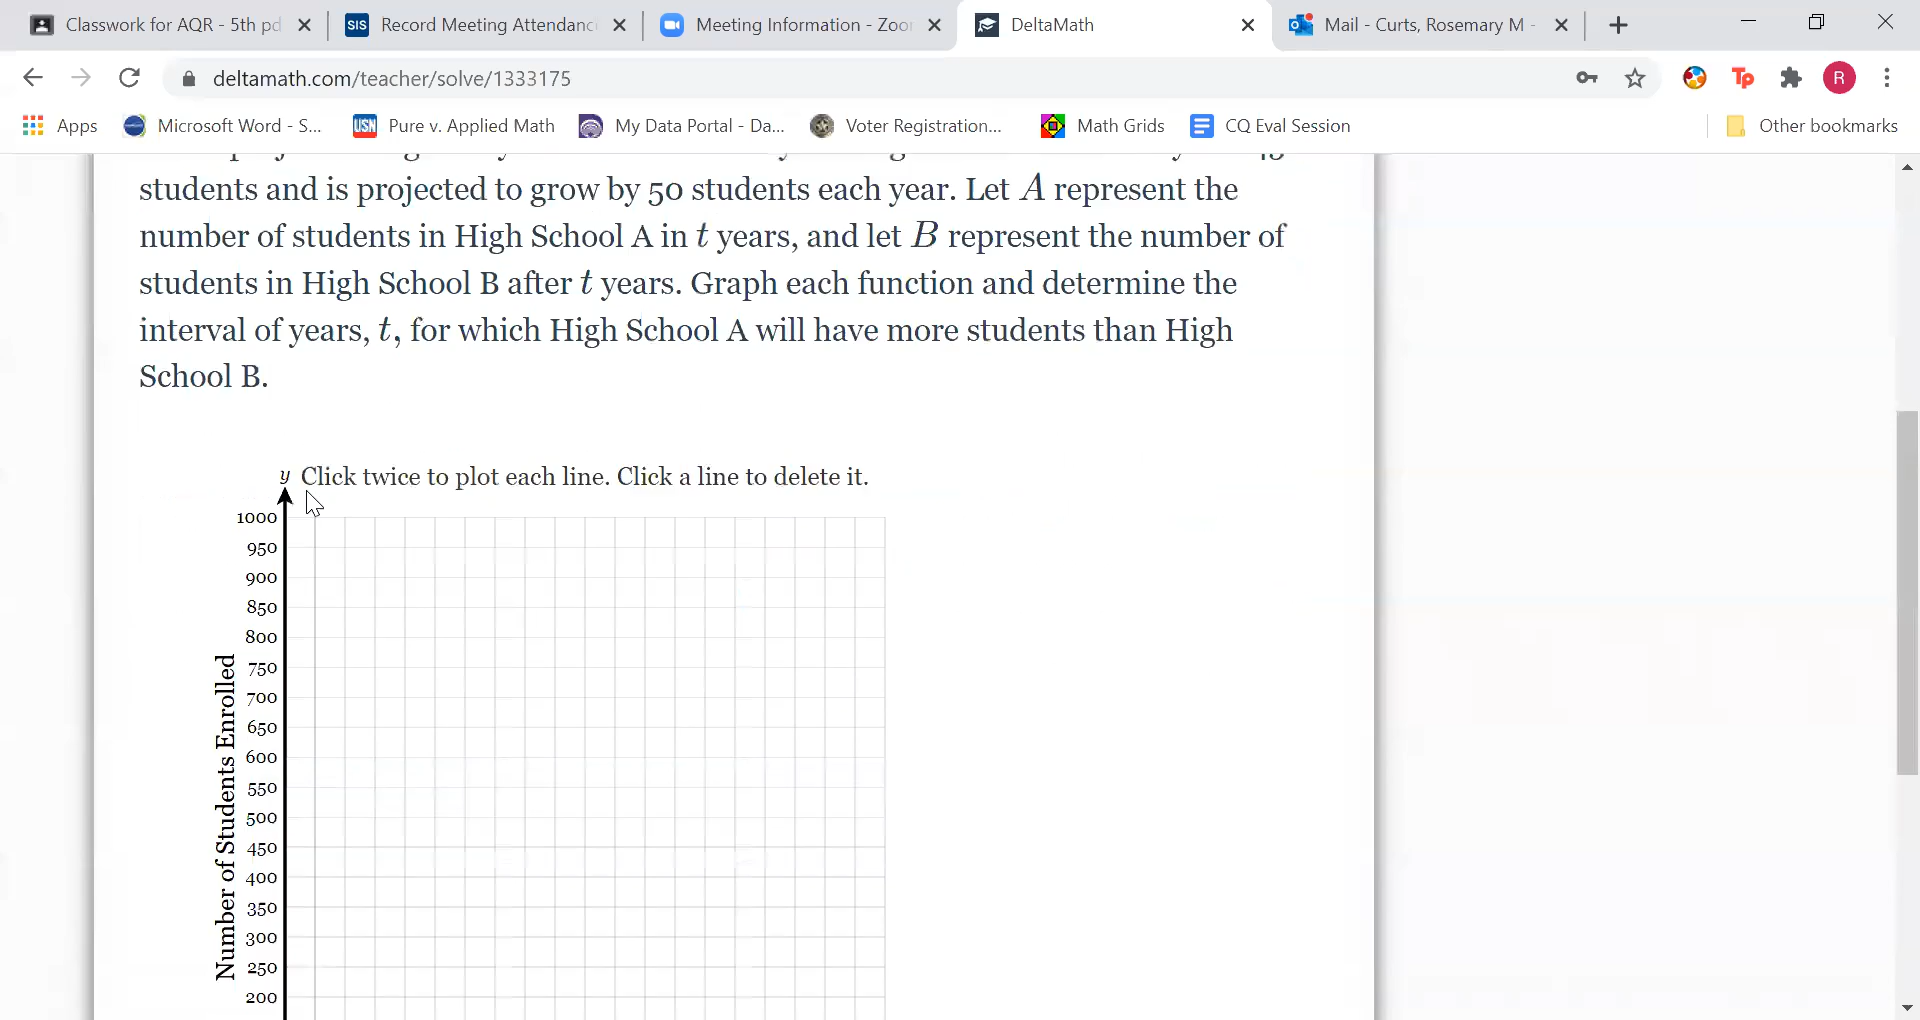 Classwork for AQR - 5th pd
SIS Record Meeting Attendanc
Meeting Information - Zoo
DeltaMath
Mail - Curts, Rosemary M -
deltamath.com/teacher/solve/1333175
Tp
R
Apps
Microsoft Word - S...
USN Pure v. Applied Math
My Data Portal - Da...
Voter Registration...
Math Grids
CQ Eval Session
Other bookmarks
students and is projected to grow by 50 students each year. Let A represent the
number of students in High School A in t years, and let B represent the number of
students in High School B after t years. Graph each function and determine the
interval of years, t, for which High School A will have more students than High
School B.
y Click twice to plot each line. Click a line to delete it.
1000
950
900
850
800
750
700
650
600
550
500
450
400
350
300
250
200
Number of Students Enrolled